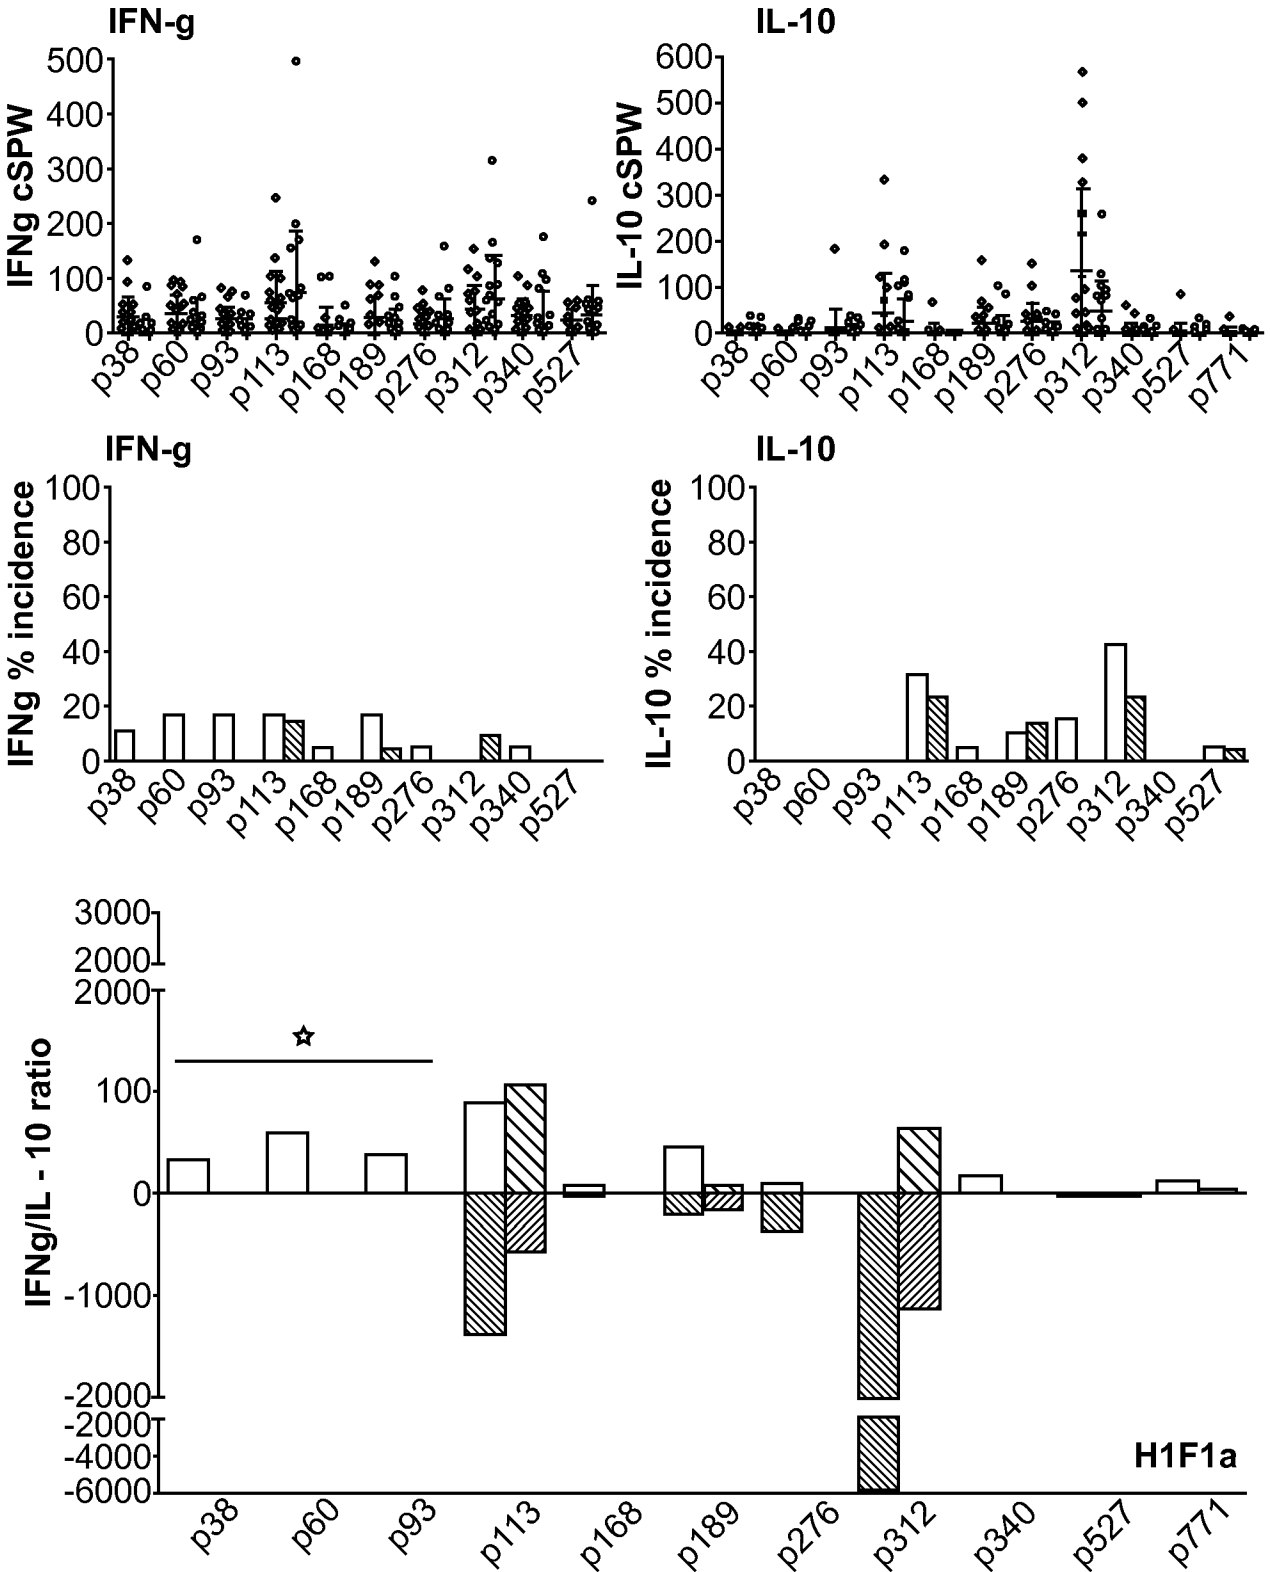 IFN-g
IFNg cSPW
500
400
300
200
100
0
p38
p60
p93
p113
p168
p189
p276
p312
p340
p527
IL-10
IL-10 cSPW
600
500
400
300
200
100
0
p38
p60
p93
p113
p168
p189
p276
p312
p340
p527
p771
IFN-g
IFNg % incidence
100
80
60
40
20
0
p38
p60
p93
p113
p168
p189
p276
p312
p340
p527
IL-10
IL-10 % incidence
100
80
60
40
20
0
p38
p60
p93
p113
p168
p189
p276
p312
p340
p527
IFNg/IL - 10 ratio
3000
2000
2000
100
0
-1000
-2000
-2000
-4000
-6000
H1F1a
p38
p60
p93
p113
p168
p189
p276
p312
p340
p527
p771